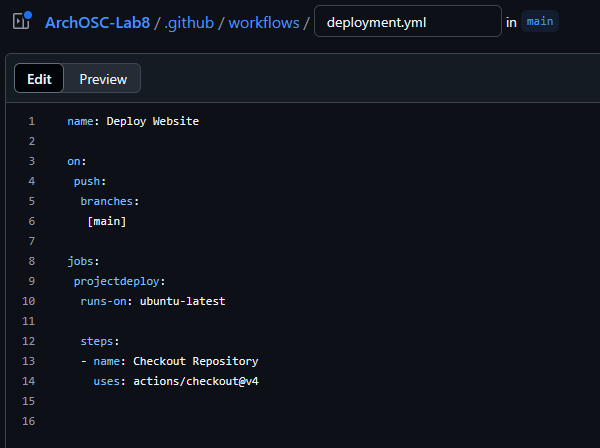 ArchOSC-Lab8 / .github / workflows / deployment.yml in main
Edit Preview
1 name: Deploy Website
2
3 on:
4 push:
5 branches:
6 [main]
7
8 jobs:
9 projectdeploy:
10 runs-on: ubuntu-latest
11
12 steps:
13 - name: Checkout Repository
14 uses: actions/checkout@v4
15
16